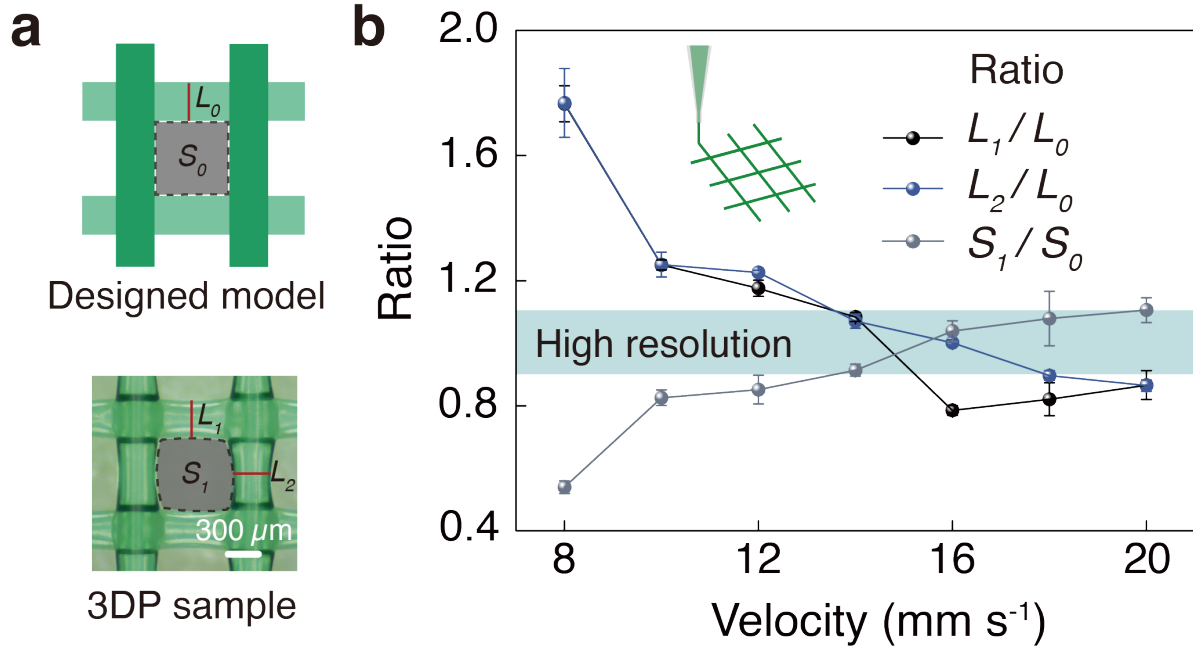 a
L0
S0
Designed model
L1
S1
L2
300 µm
3DP sample
b
Ratio
2.0
1.6
1.2
0.8
0.4
8
12
16
20
Velocity (mm s-1)
High resolution
Ratio
L1 / L0
L2 / L0
S1 / S0